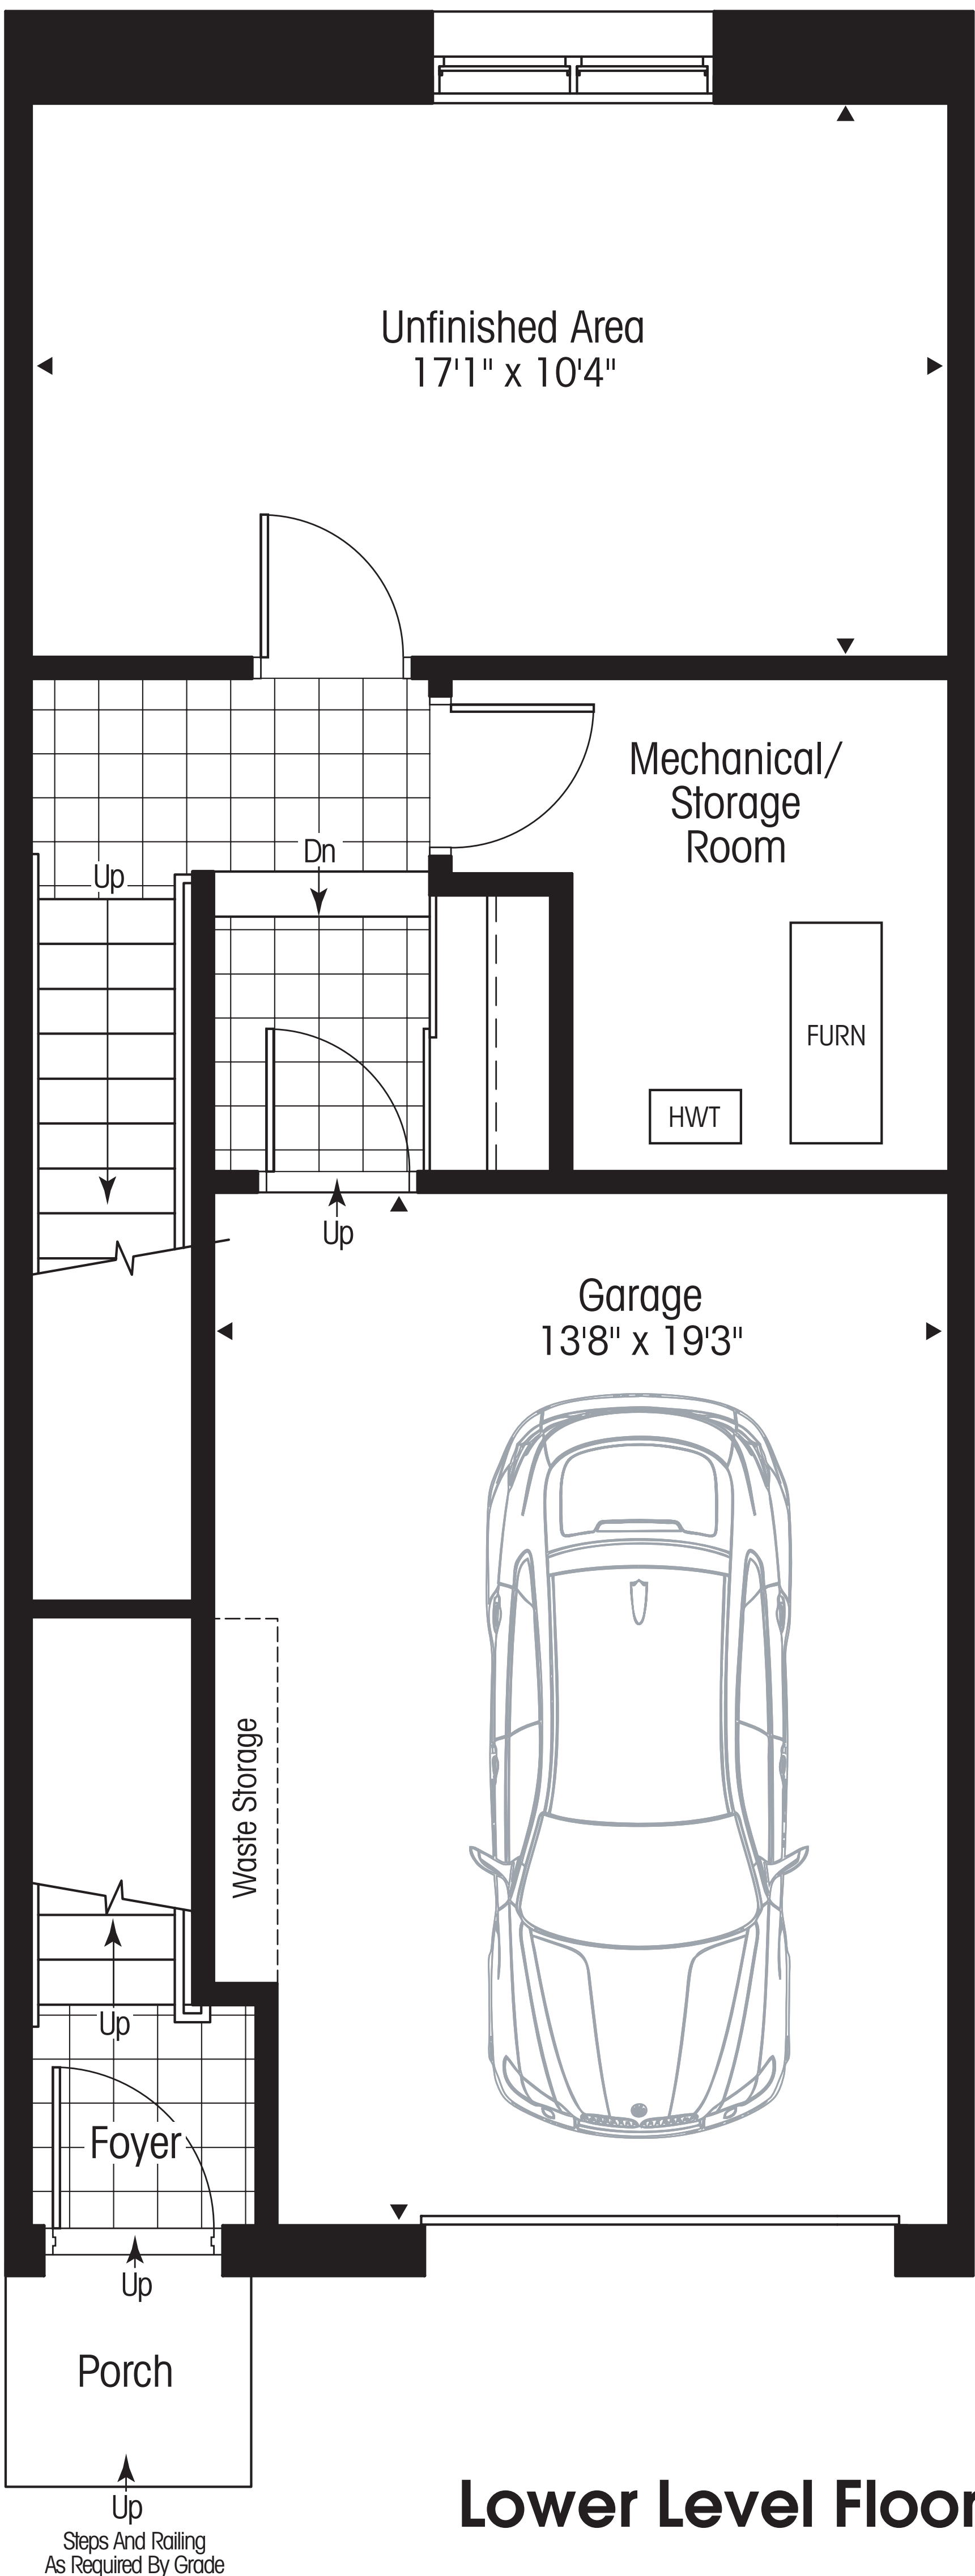 Unfinished Area
17'1" x 10'4"
Mechanical/
Storage
Room
Dn
Up
FURN
HWT
Up
Garage
13'8" x 19'3"
Waste Storage
Up
Foyer
Up
Porch
Up
Steps And Railing
As Required By Grade
Lower Level Floor